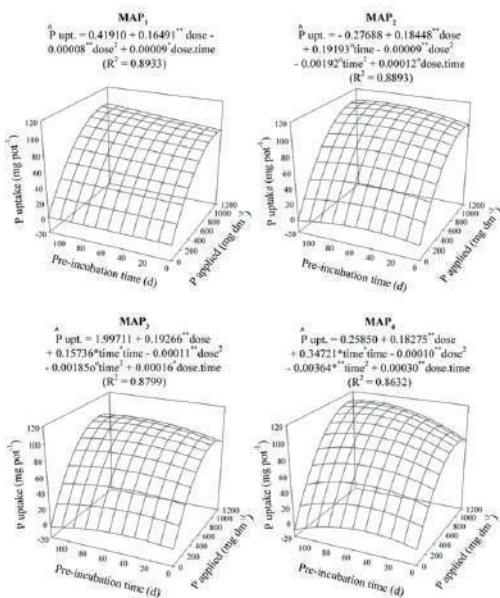 MAP₁
P̂ upt. = 0.41910 + 0.16491** dose -
0.00008**dose² + 0.00009*dose.time
(R² = 0.8933)
120
100
80
60
40
20
0
-20
P uptake (mg pot⁻¹)
100 80 60 40 20 0
Pre-incubation time (d)
0 200 400 600 800 1000 1200
P applied (mg dm⁻³)
MAP₂
P̂ upt. = - 0.27688 + 0.18448**dose
+ 0.19193°time - 0.00009**dose²
- 0.00192°time² + 0.00012*dose.time
(R² = 0.8893)
120
100
80
60
40
20
0
-20
P uptake (mg pot⁻¹)
100 80 60 40 20 0
Pre-incubation time (d)
0 200 400 600 800 1000 1200
P applied (mg dm⁻³)
MAP₃
P̂ upt. = 1.99711 + 0.19266**dose
+ 0.15736*time*time - 0.00011**dose²
- 0.00185o°time² + 0.00016*dose.time
(R² = 0.8799)
120
100
80
60
40
20
0
-20
P uptake (mg pot⁻¹)
100 80 60 40 20 0
Pre-incubation time (d)
0 200 400 600 800 1000 1200
P applied (mg dm⁻³)
MAP₄
P̂ upt. = 0.25850 + 0.18275**dose
+ 0.34721*time*time - 0.00010**dose²
- 0.00364***time² + 0.00030**dose.time
(R² = 0.8632)
120
100
80
60
40
20
0
-20
P uptake (mg pot⁻¹)
100 80 60 40 20 0
Pre-incubation time (d)
0 200 400 600 800 1000 1200
P applied (mg dm⁻³)